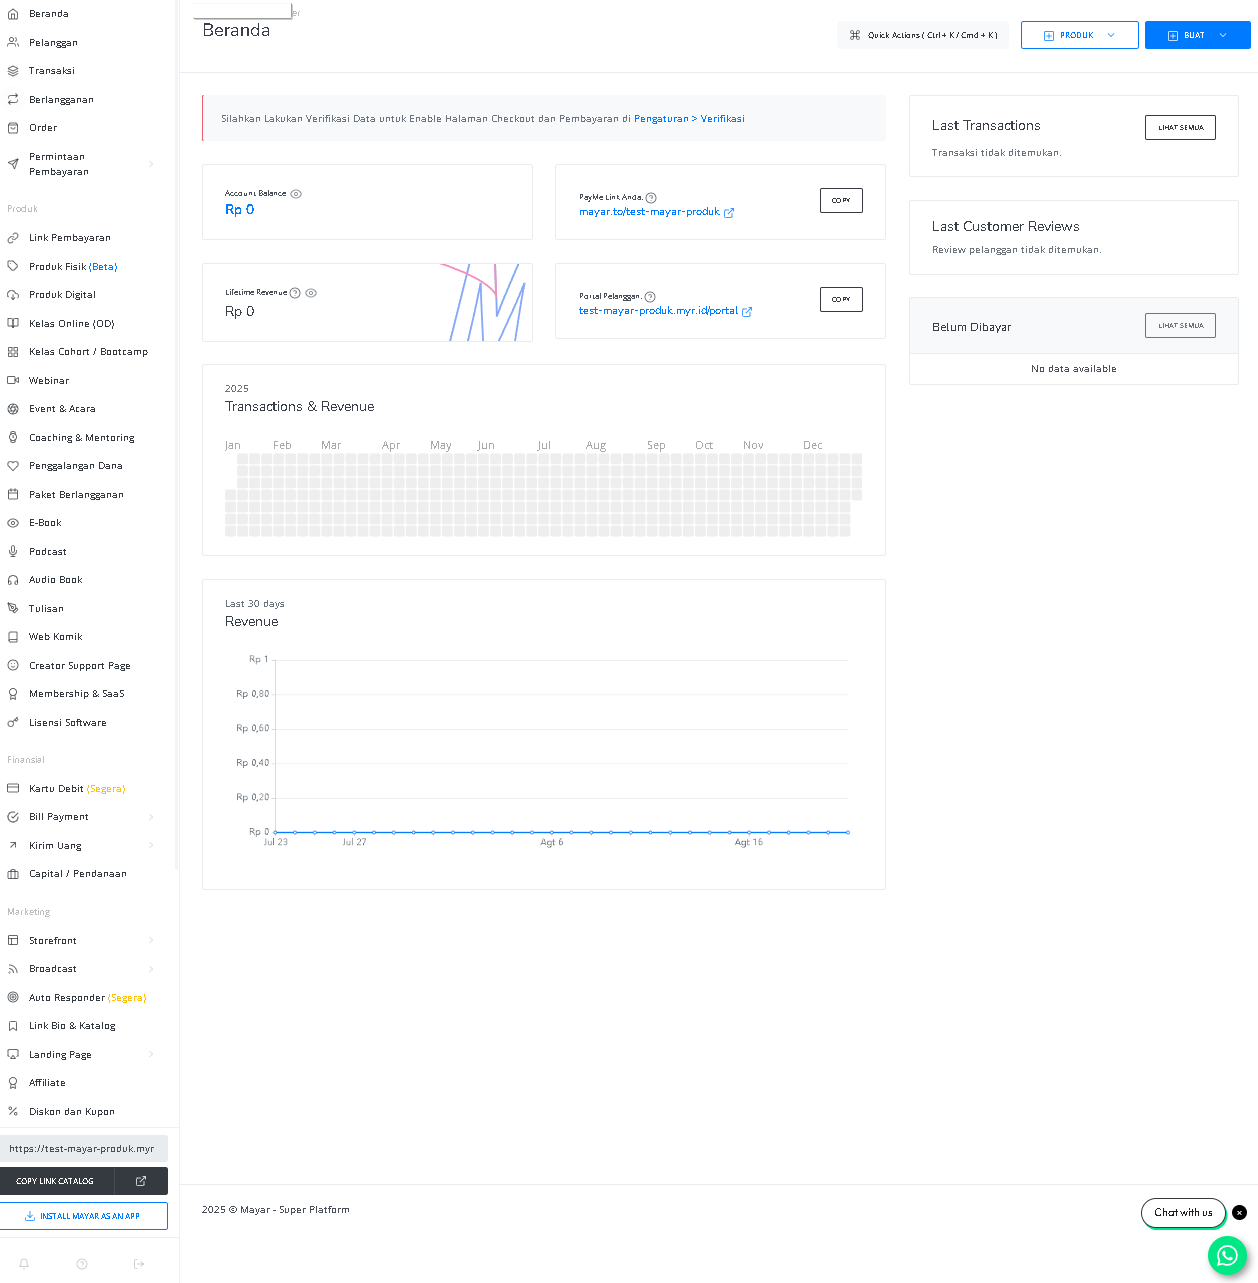 Beranda
Pelanggan
Transaksi
Berlangganan
Order
Permintaan
Pembayaran
Produk
Link Pembayaran
Produk Fisik (Beta)
Produk Digital
Kelas Online (OD)
Kelas Cohort / Bootcamp
Webinar
Event & Acara
Coaching & Mentoring
Penggalangan Dana
Paket Berlangganan
E-Book
Podcast
Audio Book
Tulisan
Web Komik
Creator Support Page
Membership & SaaS
Lisensi Software
Finansial
Kartu Debit (Segera)
Bill Payment
Kirim Uang
Capital / Pendanaan
Marketing
Storefront
Broadcast
Auto Responder (Segera)
Link Bio & Katalog
Landing Page
Affiliate
Diskon dan Kupon
https://test-mayar-produk.myr
COPY LINK CATALOG
INSTALL MAYAR AS AN APP
Beranda
Quick Actions ( Ctrl + K / Cmd + K )
PRODUK
BUAT
Silahkan Lakukan Verifikasi Data untuk Enable Halaman Checkout dan Pembayaran di Pengaturan > Verifikasi
Account Balance
Rp 0
PayMe Link Anda:
mayar.to/test-mayar-produk
COPY
Lifetime Revenue
Rp 0
Portal Pelanggan:
test-mayar-produk.myr.id/portal
COPY
2025
Transactions & Revenue
Jan Feb Mar Apr May Jun Jul Aug Sep Oct Nov Dec
Last 30 days
Revenue
Rp 1
Rp 0,80
Rp 0,60
Rp 0,40
Rp 0,20
Rp 0
Jul 23 Jul 27 Agt 6 Agt 16
Last Transactions
LIHAT SEMUA
Transaksi tidak ditemukan.
Last Customer Reviews
Review pelanggan tidak ditemukan.
Belum Dibayar
LIHAT SEMUA
No data available
2025 © Mayar - Super Platform
Chat with us